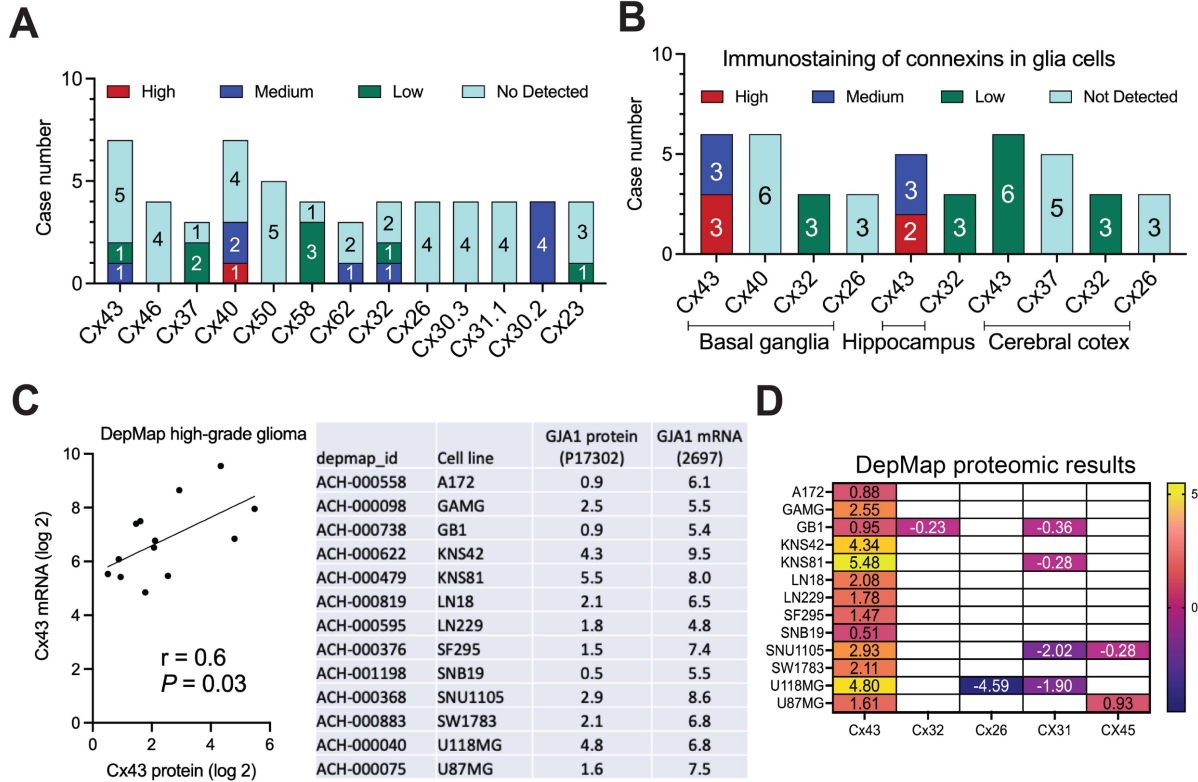 A
10
High Medium Low No Detected
Case number
5
0
5 1 1
4
1 2
4 2 1
5
1 3
2 1
2 1 1
4
4
4
4
3 1
Cx43 Cx46 Cx37 Cx40 Cx50 Cx58 Cx62 Cx32 Cx26 Cx30.3 Cx31.1 Cx30.2 Cx23
B
Immunostaining of connexins in glia cells
10
High Medium Low Not Detected
Case number
5
0
3 3
6
3
3
3 2
3
6
5
3
3
Cx43 Cx40 Cx32 Cx26 Cx43 Cx32 Cx43 Cx37 Cx32 Cx26
Basal ganglia Hippocampus Cerebral cotex
C
DepMap high-grade glioma
Cx43 mRNA (log 2)
10
8
6
4
2
0
r = 0.6
P = 0.03
0 2 4 6
Cx43 protein (log 2)
depmap_id Cell line GJA1 protein (P17302) GJA1 mRNA (2697)
ACH-000558 A172 0.9 6.1
ACH-000098 GAMG 2.5 5.5
ACH-000738 GB1 0.9 5.4
ACH-000622 KNS42 4.3 9.5
ACH-000479 KNS81 5.5 8.0
ACH-000819 LN18 2.1 6.5
ACH-000595 LN229 1.8 4.8
ACH-000376 SF295 1.5 7.4
ACH-001198 SNB19 0.5 5.5
ACH-000368 SNU1105 2.9 8.6
ACH-000883 SW1783 2.1 6.8
ACH-000040 U118MG 4.8 6.8
ACH-000075 U87MG 1.6 7.5
D
DepMap proteomic results
A172 0.88
GAMG 2.55
GB1 0.95 -0.23 -0.36
KNS42 4.34
KNS81 5.48 -0.28
LN18 2.08
LN229 1.78
SF295 1.47
SNB19 0.51
SNU1105 2.93 -2.02 -0.28
SW1783 2.11
U118MG 4.80 -4.59 -1.90
U87MG 1.61 0.93
Cx43 Cx32 Cx26 CX31 CX45
5
0